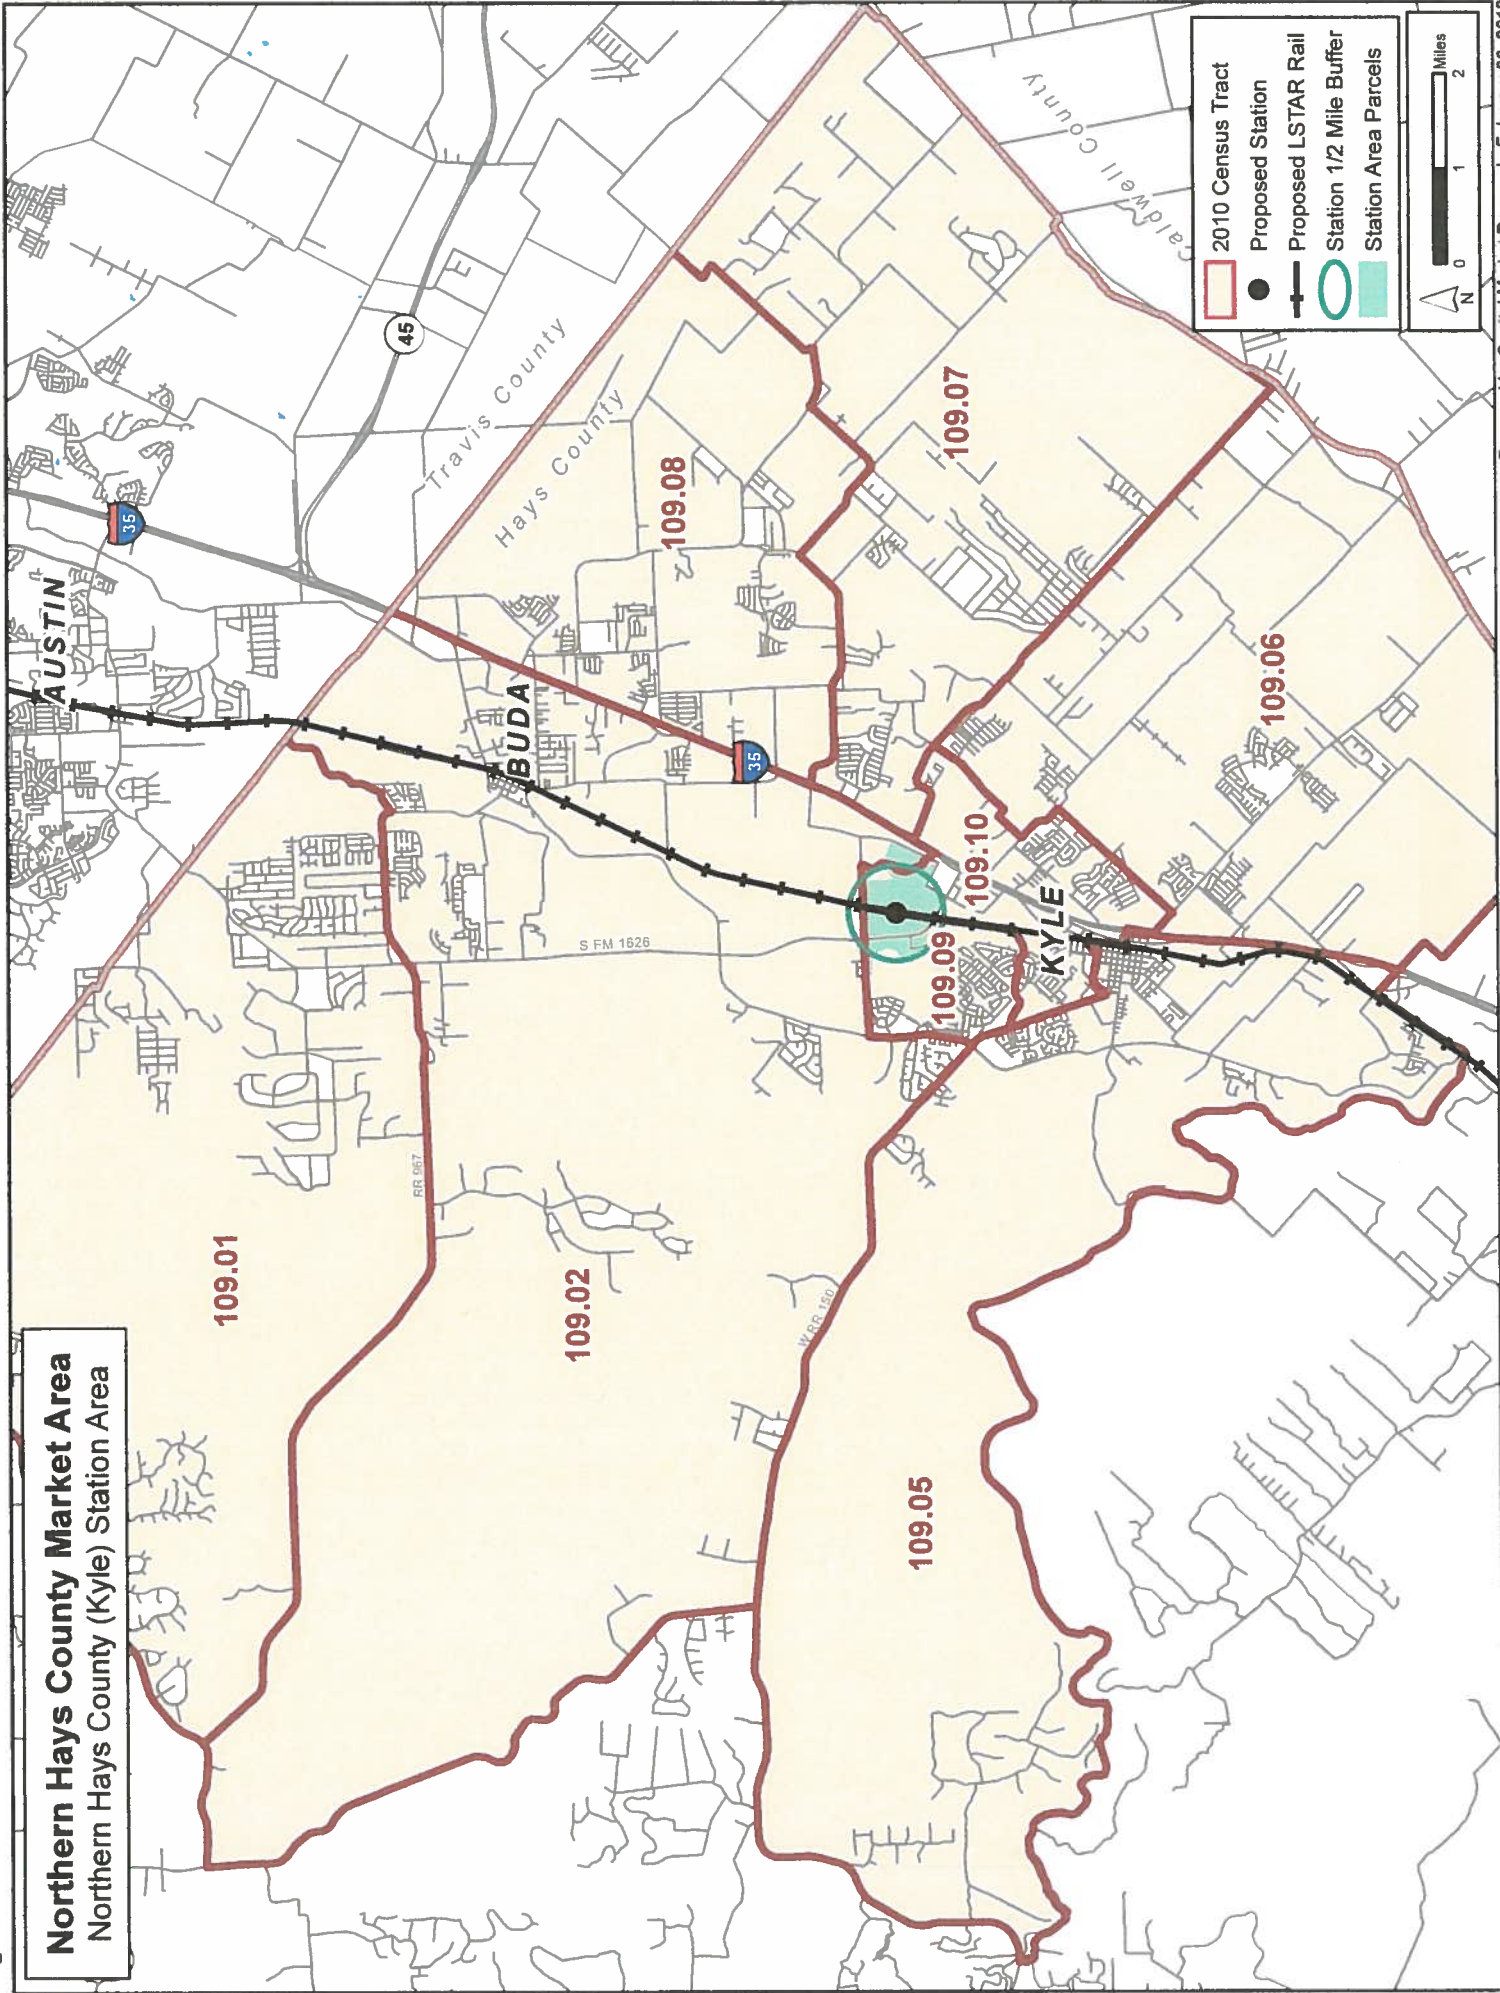 Northern Hays County Market Area
Northern Hays County (Kyle) Station Area
AUSTIN
35
45
Travis County
Hays County
BUDA
109.01
RR 967
109.02
S FM 1626
109.08
35
W RR 150
109.07
109.09
109.10
KYLE
109.05
109.06
Caldwell County
2010 Census Tract
Proposed Station
Proposed LSTAR Rail
Station 1/2 Mile Buffer
Station Area Parcels
N
0 1 2
Miles